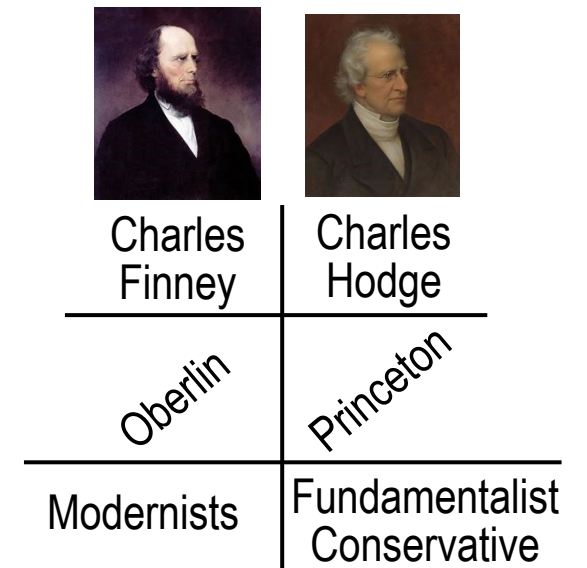 Charles
Finney
Charles
Hodge
Oberlin
Princeton
Modernists
Fundamentalist
Conservative